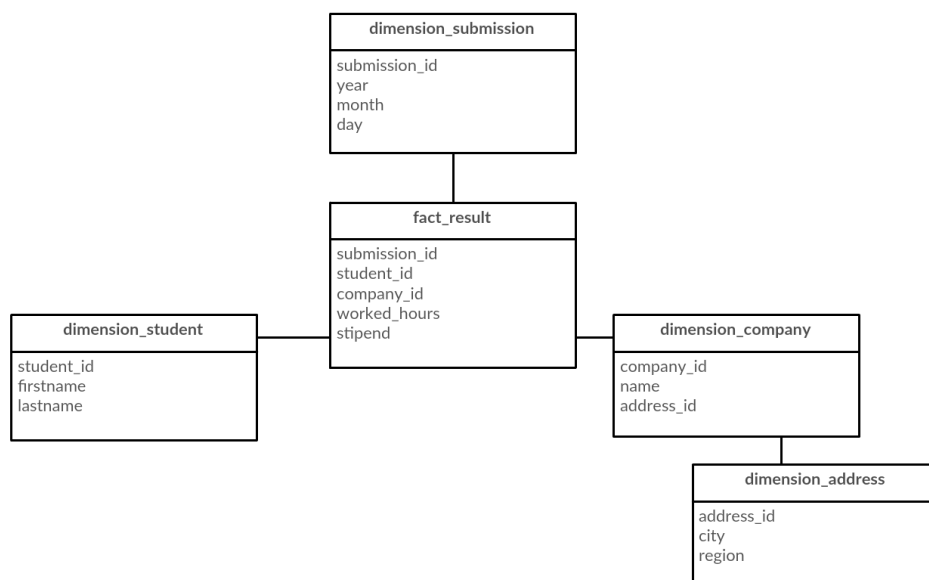 dimension_submission
submission_id
year
month
day
fact_result
submission_id
student_id
company_id
worked_hours
stipend
dimension_student
student_id
firstname
lastname
dimension_company
company_id
name
address_id
dimension_address
address_id
city
region